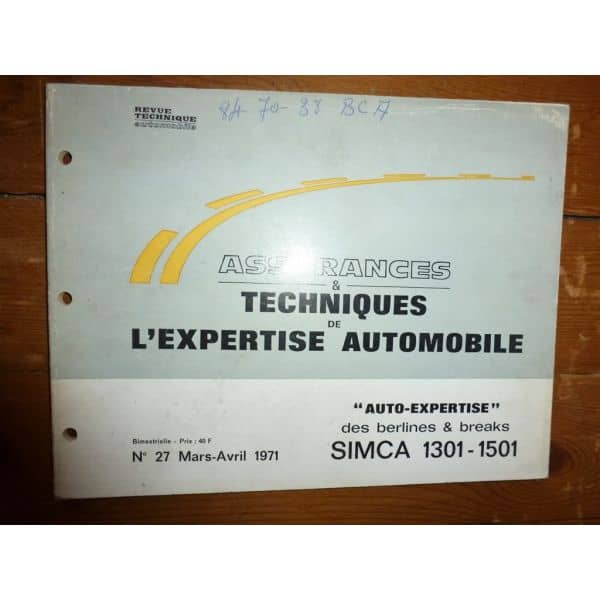 REVUE
TECHNIQUE
automobile
84-70-38 BCA
ASSURANCES
&
TECHNIQUES
DE
L'EXPERTISE AUTOMOBILE
"AUTO-EXPERTISE"
des berlines & breaks
SIMCA 1301-1501
Bimestrielle - Prix : 40 F
N° 27 Mars-Avril 1971